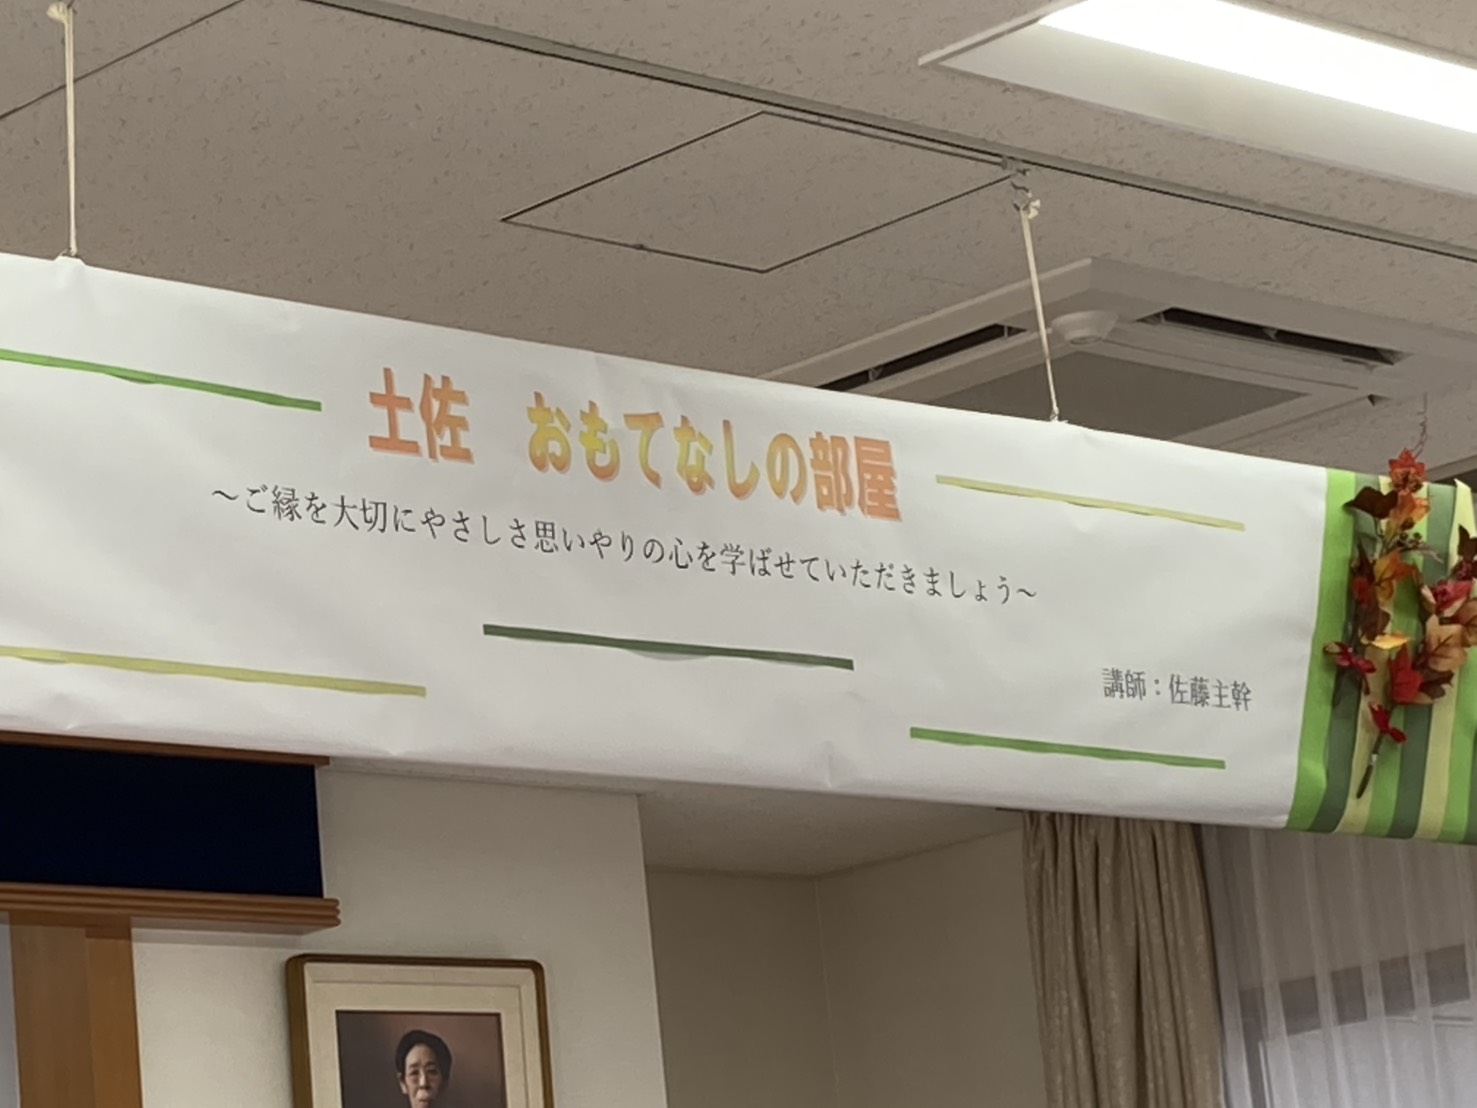 土佐　おもてなしの部屋
～ご縁を大切にやさしさ思いやりの心を学ばせていただきましょう～
講師：佐藤主幹